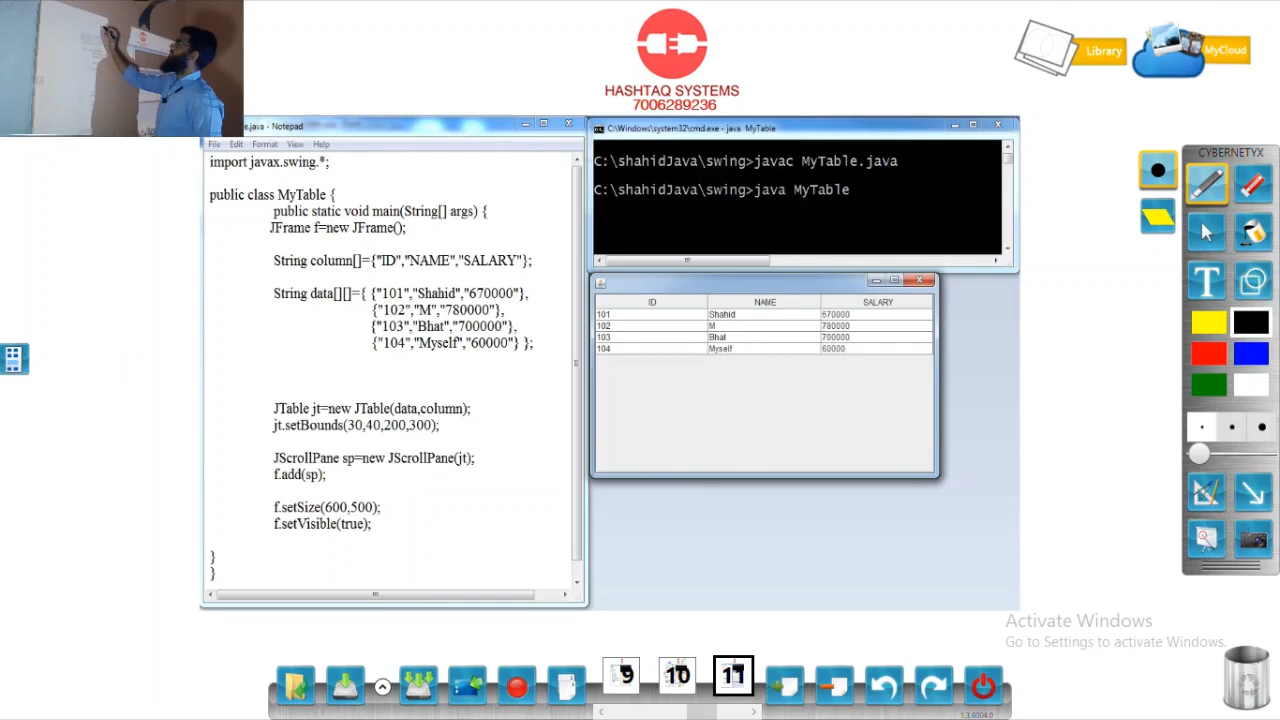 HASHTAQ SYSTEMS
7006289236
Library
MyCloud
e.java - Notepad
File Edit Format View Help
import javax.swing.*;
public class MyTable {
public static void main(String[] args) {
JFrame f=new JFrame();
String column[]={"ID","NAME","SALARY"};
String data[][]={ {"101","Shahid","670000"},
{"102","M","780000"},
{"103","Bhat","700000"},
{"104","Myself","60000"} };
JTable jt=new JTable(data,column);
jt.setBounds(30,40,200,300);
JScrollPane sp=new JScrollPane(jt);
f.add(sp);
f.setSize(600,500);
f.setVisible(true);
}
}
C:\Windows\system32\cmd.exe - java MyTable
C:\shahidJava\swing>javac MyTable.java
C:\shahidJava\swing>java MyTable
ID NAME SALARY
101 Shahid 670000
102 M 780000
103 Bhat 700000
104 Myself 60000
CYBERNETYX
T
Activate Windows
Go to Settings to activate Windows.
9 10 11
1.3.6004.0